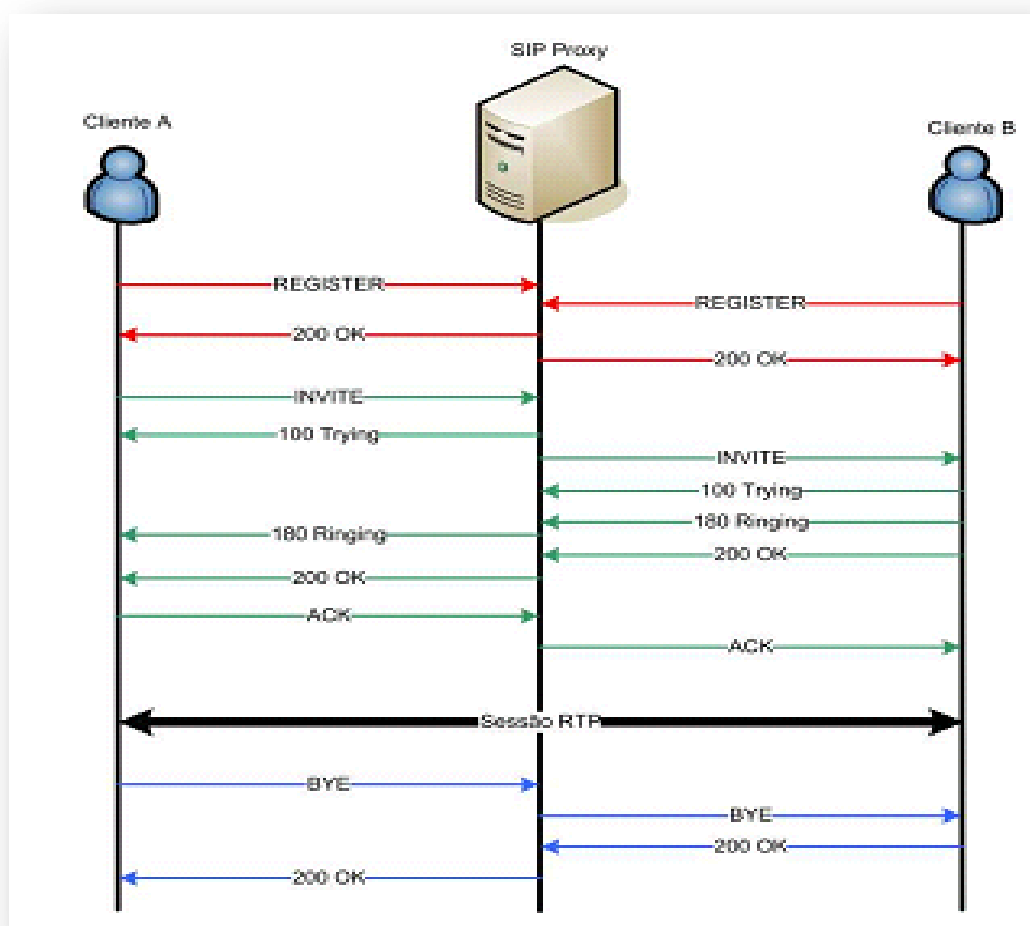 SIP Proxy
Cliente A
Cliente B
REGISTER
REGISTER
200 OK
200 OK
INVITE
100 Trying
INVITE
100 Trying
180 Ringing
180 Ringing
200 OK
200 OK
ACK
ACK
Sessão RTP
BYE
BYE
200 OK
200 OK